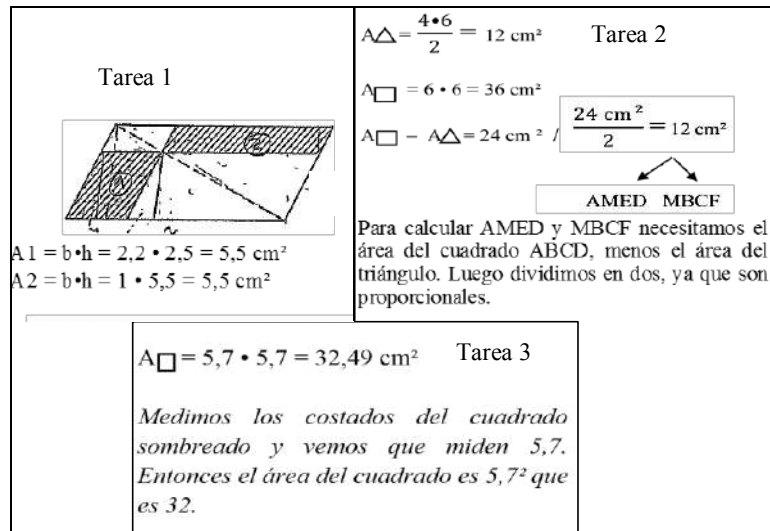 Tarea 1
A1 = b•h = 2,2 • 2,5 = 5,5 cm²
A2 = b•h = 1 • 5,5 = 5,5 cm²
A△ = 4•6 / 2 = 12 cm²
Tarea 2
A□ = 6 • 6 = 36 cm²
A□ − A△ = 24 cm² / 24 cm² / 2 = 12 cm²
AMED MBCF
Para calcular AMED y MBCF necesitamos el
área del cuadrado ABCD, menos el área del
triángulo. Luego dividimos en dos, ya que son
proporcionales.
A□ = 5,7 • 5,7 = 32,49 cm²
Tarea 3
Medimos los costados del cuadrado
sombreado y vemos que miden 5,7.
Entonces el área del cuadrado es 5,7² que
es 32.